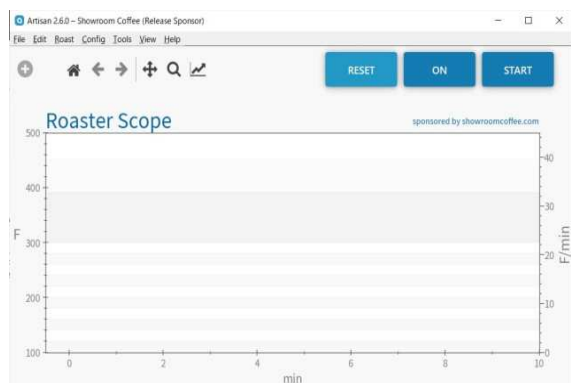 Artisan 2.6.0 – Showroom Coffee (Release Sponsor)
File Edit Roast Config Tools View Help
RESET ON START
Roaster Scope
sponsored by showroomcoffee.com
500
400
300
200
100
F
40
30
20
10
0
F/min
0 2 4 6 8 10
min